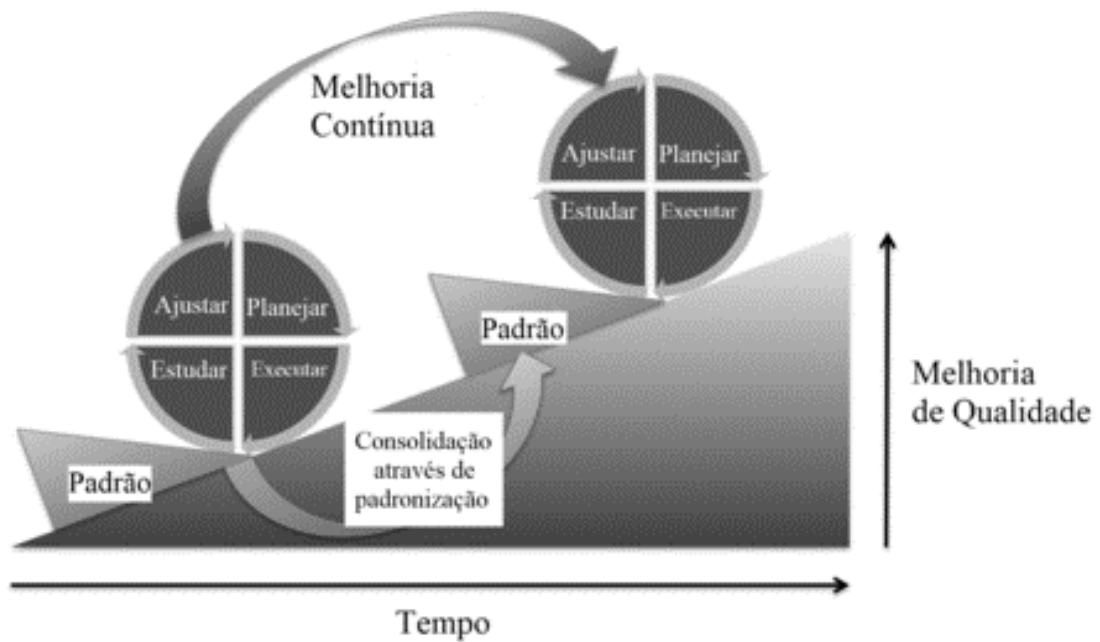 Melhoria
Contínua
Ajustar
Planejar
Estudar
Executar
Ajustar
Planejar
Estudar
Executar
Padrão
Padrão
Consolidação
através de
padronização
Melhoria
de Qualidade
Tempo